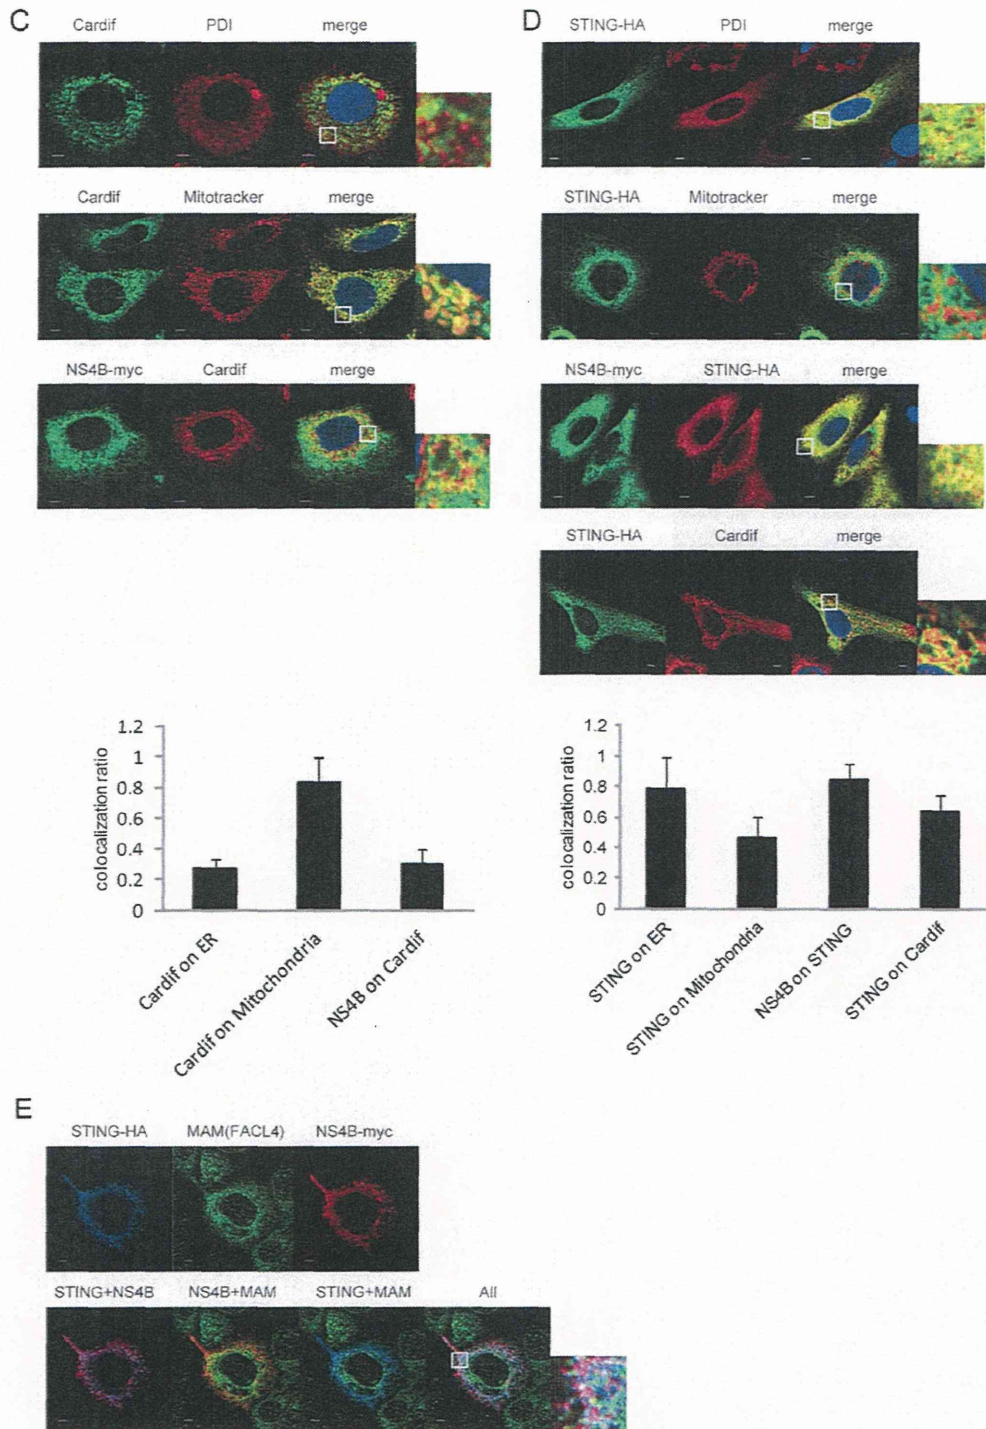 C
Cardif PDI merge
Cardif Mitotracker merge
NS4B-myc Cardif merge
colocalization ratio
1.2
1
0.8
0.6
0.4
0.2
0
Cardif on ER
Cardif on Mitochondria
NS4B on Cardif
D
STING-HA PDI merge
STING-HA Mitotracker merge
NS4B-myc STING-HA merge
STING-HA Cardif merge
colocalization ratio
1.2
1
0.8
0.6
0.4
0.2
0
STING on ER
STING on Mitochondria
NS4B on STING
STING on Cardif
E
STING-HA MAM(FACL4) NS4B-myc
STING+NS4B NS4B+MAM STING+MAM All